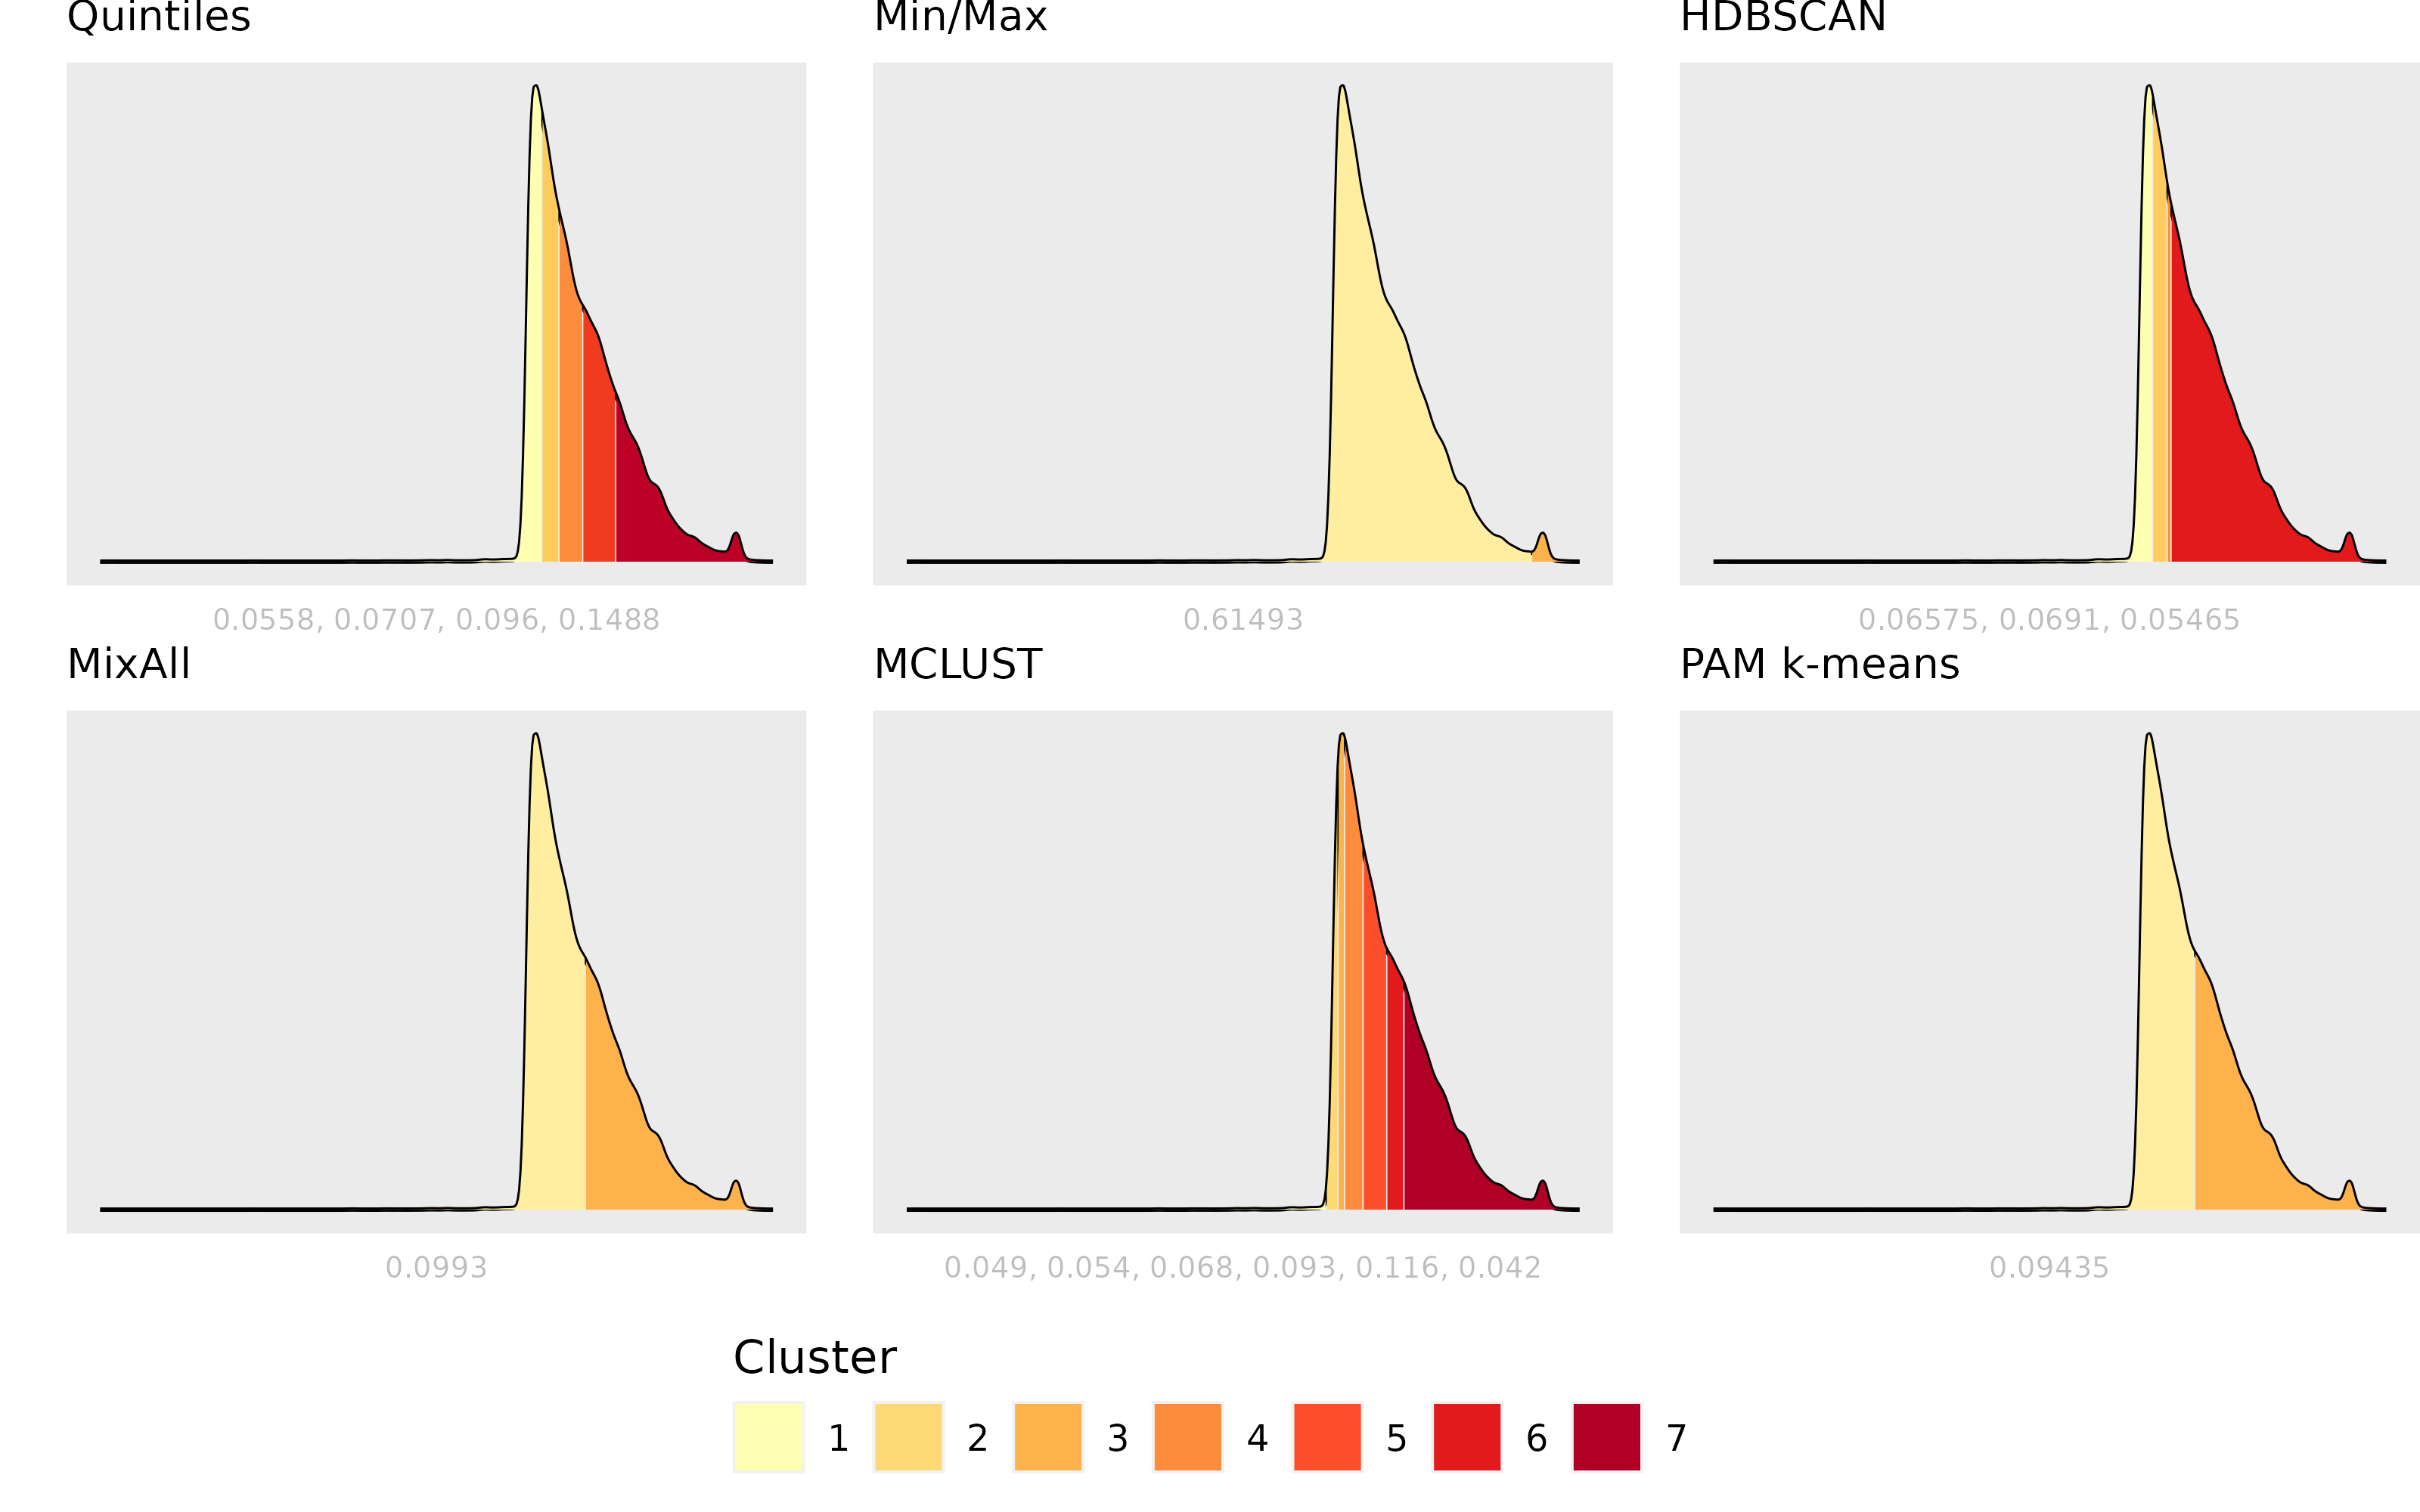 Quintiles
Min/Max
HDBSCAN
0.0558, 0.0707, 0.096, 0.1488
0.61493
0.06575, 0.0691, 0.05465
MixAll
MCLUST
PAM k-means
0.0993
0.049, 0.054, 0.068, 0.093, 0.116, 0.042
0.09435
Cluster
1 2 3 4 5 6 7